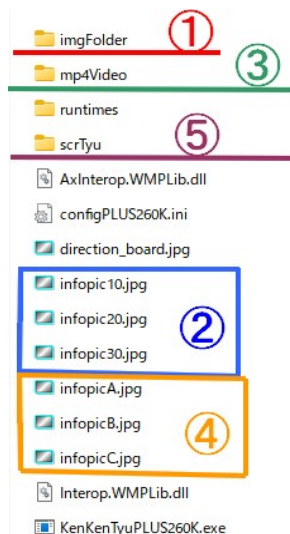 imgFolder ①
mp4Video ③
runtimes
scrTyu ⑤
AxInterop.WMPLib.dll
configPLUS260K.ini
direction_board.jpg
infopic10.jpg
infopic20.jpg ②
infopic30.jpg
infopicA.jpg
infopicB.jpg ④
infopicC.jpg
Interop.WMPLib.dll
KenKenTyuPLUS260K.exe